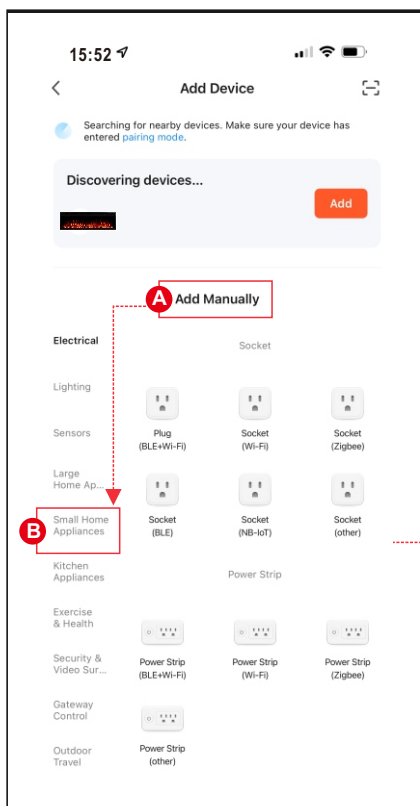 15:52
Add Device
Searching for nearby devices. Make sure your device has
entered pairing mode.
Discovering devices...
Add
A
Add Manually
Electrical
Lighting
Sensors
Large
Home Ap...
B
Small Home
Appliances
Kitchen
Appliances
Exercise
& Health
Security &
Video Sur...
Gateway
Control
Outdoor
Travel
Socket
Plug
(BLE+Wi-Fi)
Socket
(Wi-Fi)
Socket
(Zigbee)
Socket
(BLE)
Socket
(NB-IoT)
Socket
(other)
Power Strip
Power Strip
(BLE+Wi-Fi)
Power Strip
(Wi-Fi)
Power Strip
(Zigbee)
Power Strip
(other)